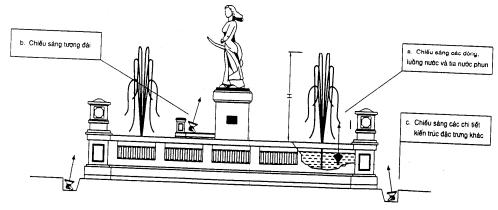 b. Chiếu sáng tượng đài
a. Chiếu sáng các dòng,
luồng nước và tia nước phun
c. Chiếu sáng các chi tiết
kiến trúc đặc trưng khác
H